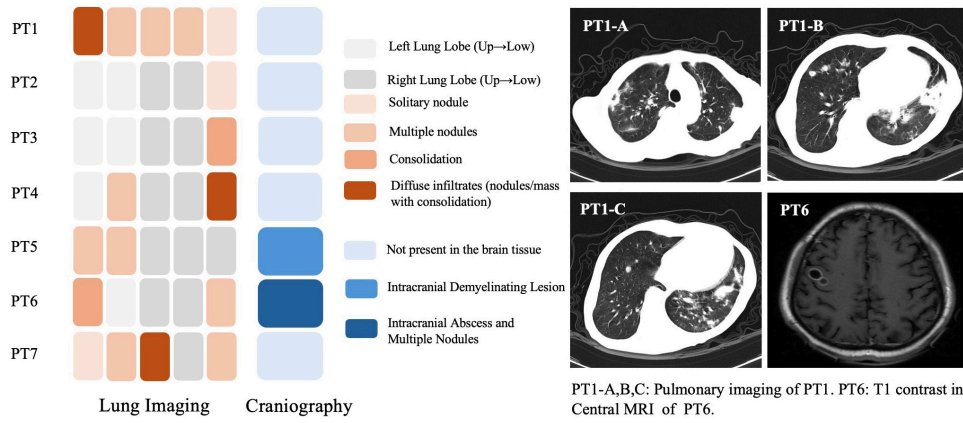 PT1
PT2
PT3
PT4
PT5
PT6
PT7
Lung Imaging
Craniography
Left Lung Lobe (Up→Low)
Right Lung Lobe (Up→Low)
Solitary nodule
Multiple nodules
Consolidation
Diffuse infiltrates (nodules/mass
with consolidation)
Not present in the brain tissue
Intracranial Demyelinating Lesion
Intracranial Abscess and
Multiple Nodules
PT1-A
PT1-B
PT1-C
PT6
PT1-A,B,C: Pulmonary imaging of PT1. PT6: T1 contrast in
Central MRI of PT6.